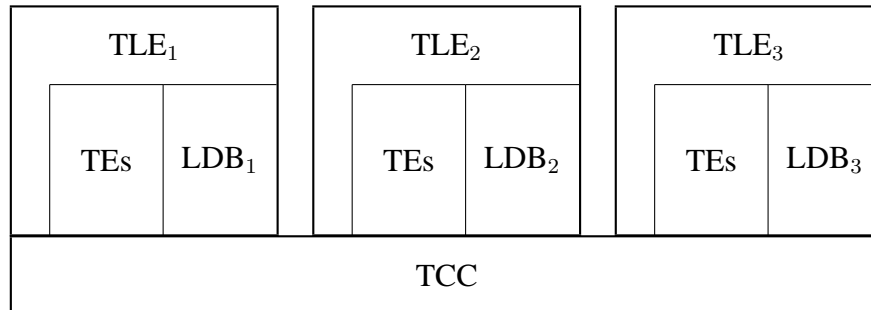 TLE₁ TLE₂ TLE₃
TEs LDB₁ TEs LDB₂ TEs LDB₃
TCC